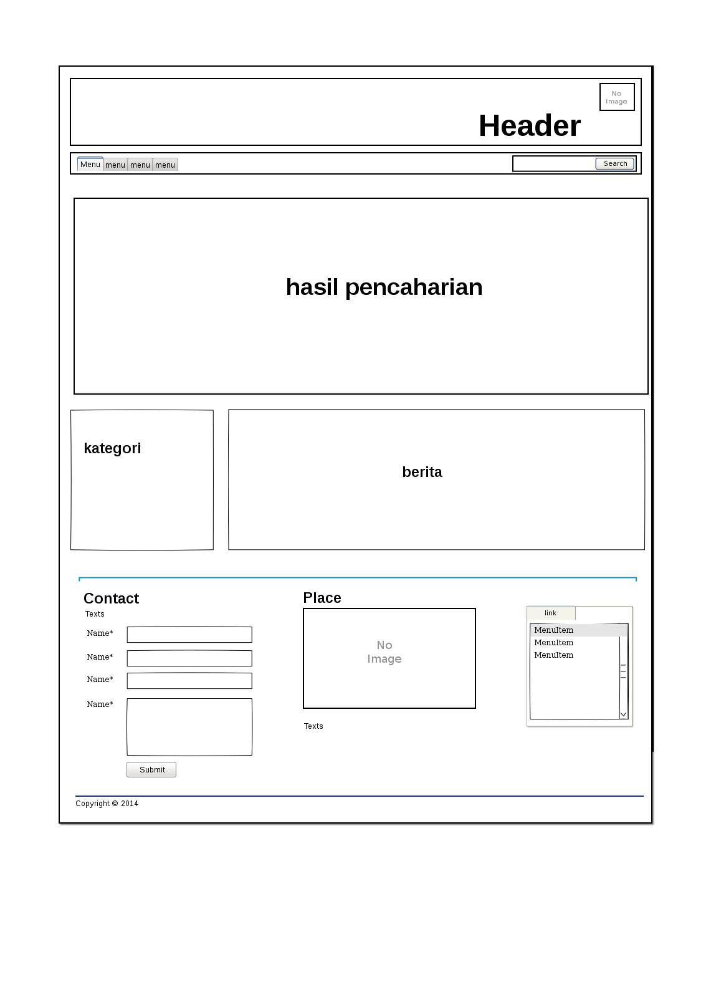 No
Image
Header
Menu menu menu menu
Search
hasil pencaharian
kategori
berita
Contact
Texts
Name*
Name*
Name*
Name*
Submit
Place
No
Image
Texts
link
MenuItem
MenuItem
MenuItem
Copyright © 2014